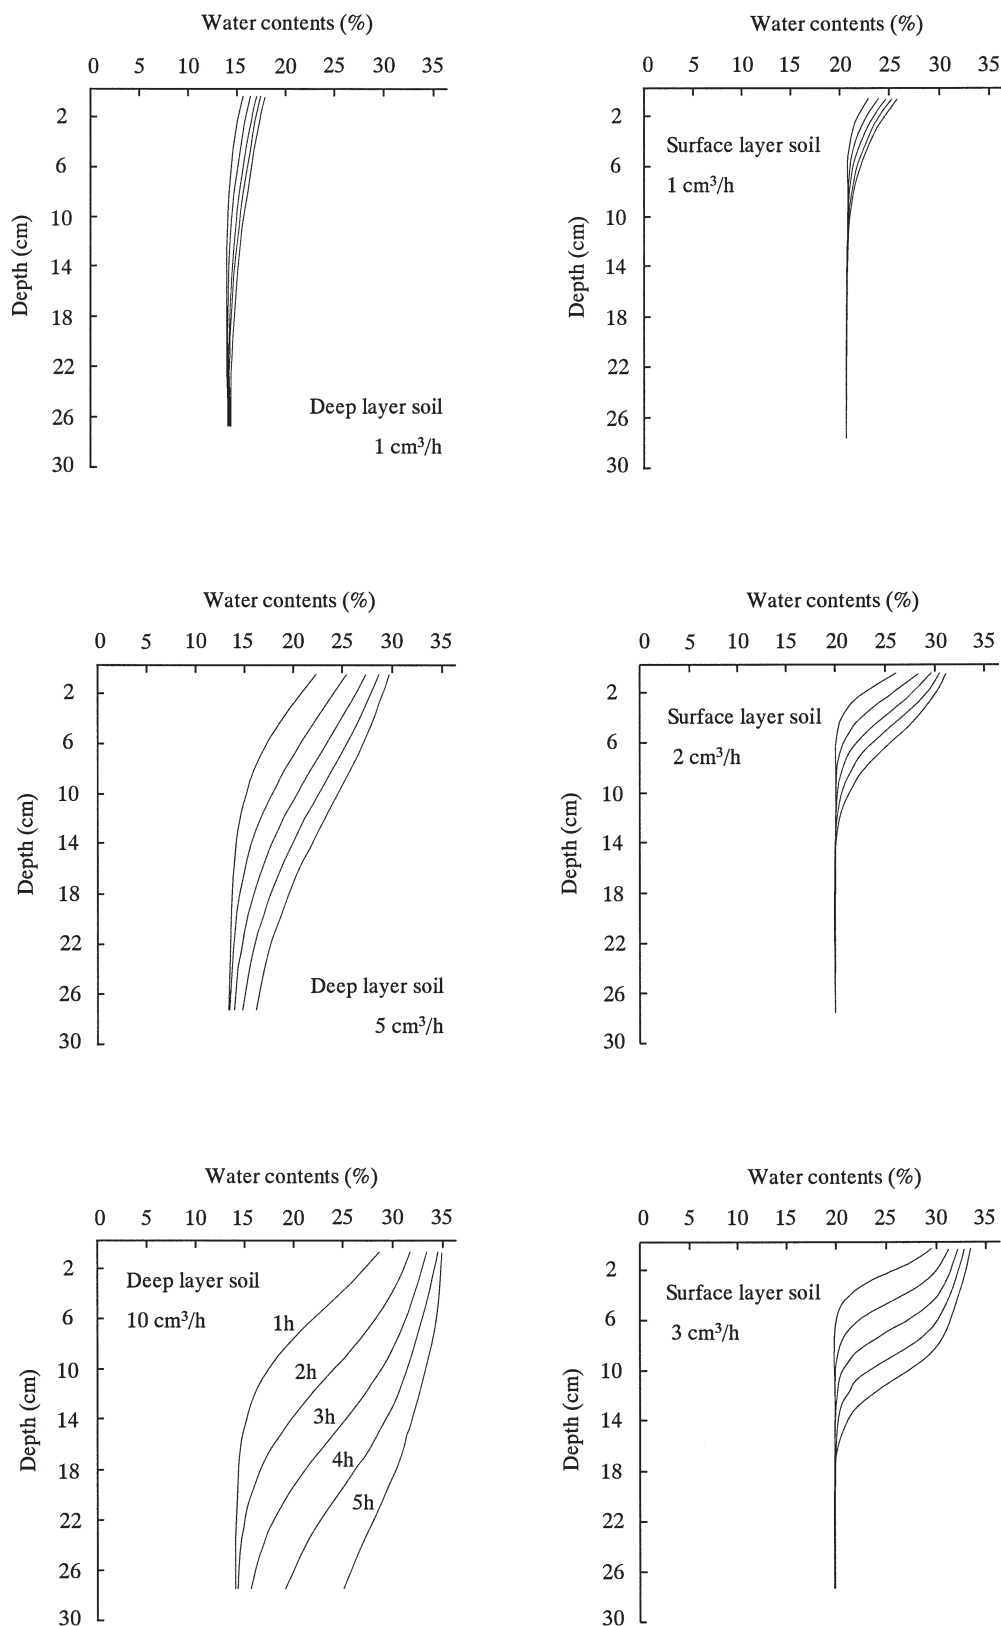 Water contents (%)
0 5 10 15 20 25 30 35
2
6
10
14
18
22
26
30
Depth (cm)
Deep layer soil
1 cm³/h
Water contents (%)
0 5 10 15 20 25 30 35
2
6
10
14
18
22
26
30
Depth (cm)
Surface layer soil
1 cm³/h
Water contents (%)
0 5 10 15 20 25 30 35
2
6
10
14
18
22
26
30
Depth (cm)
Deep layer soil
5 cm³/h
Water contents (%)
0 5 10 15 20 25 30 35
2
6
10
14
18
22
26
30
Depth (cm)
Surface layer soil
2 cm³/h
Water contents (%)
0 5 10 15 20 25 30 35
2
6
10
14
18
22
26
30
Depth (cm)
Deep layer soil
10 cm³/h
1h
2h
3h
4h
5h
Water contents (%)
0 5 10 15 20 25 30 35
2
6
10
14
18
22
26
30
Depth (cm)
Surface layer soil
3 cm³/h